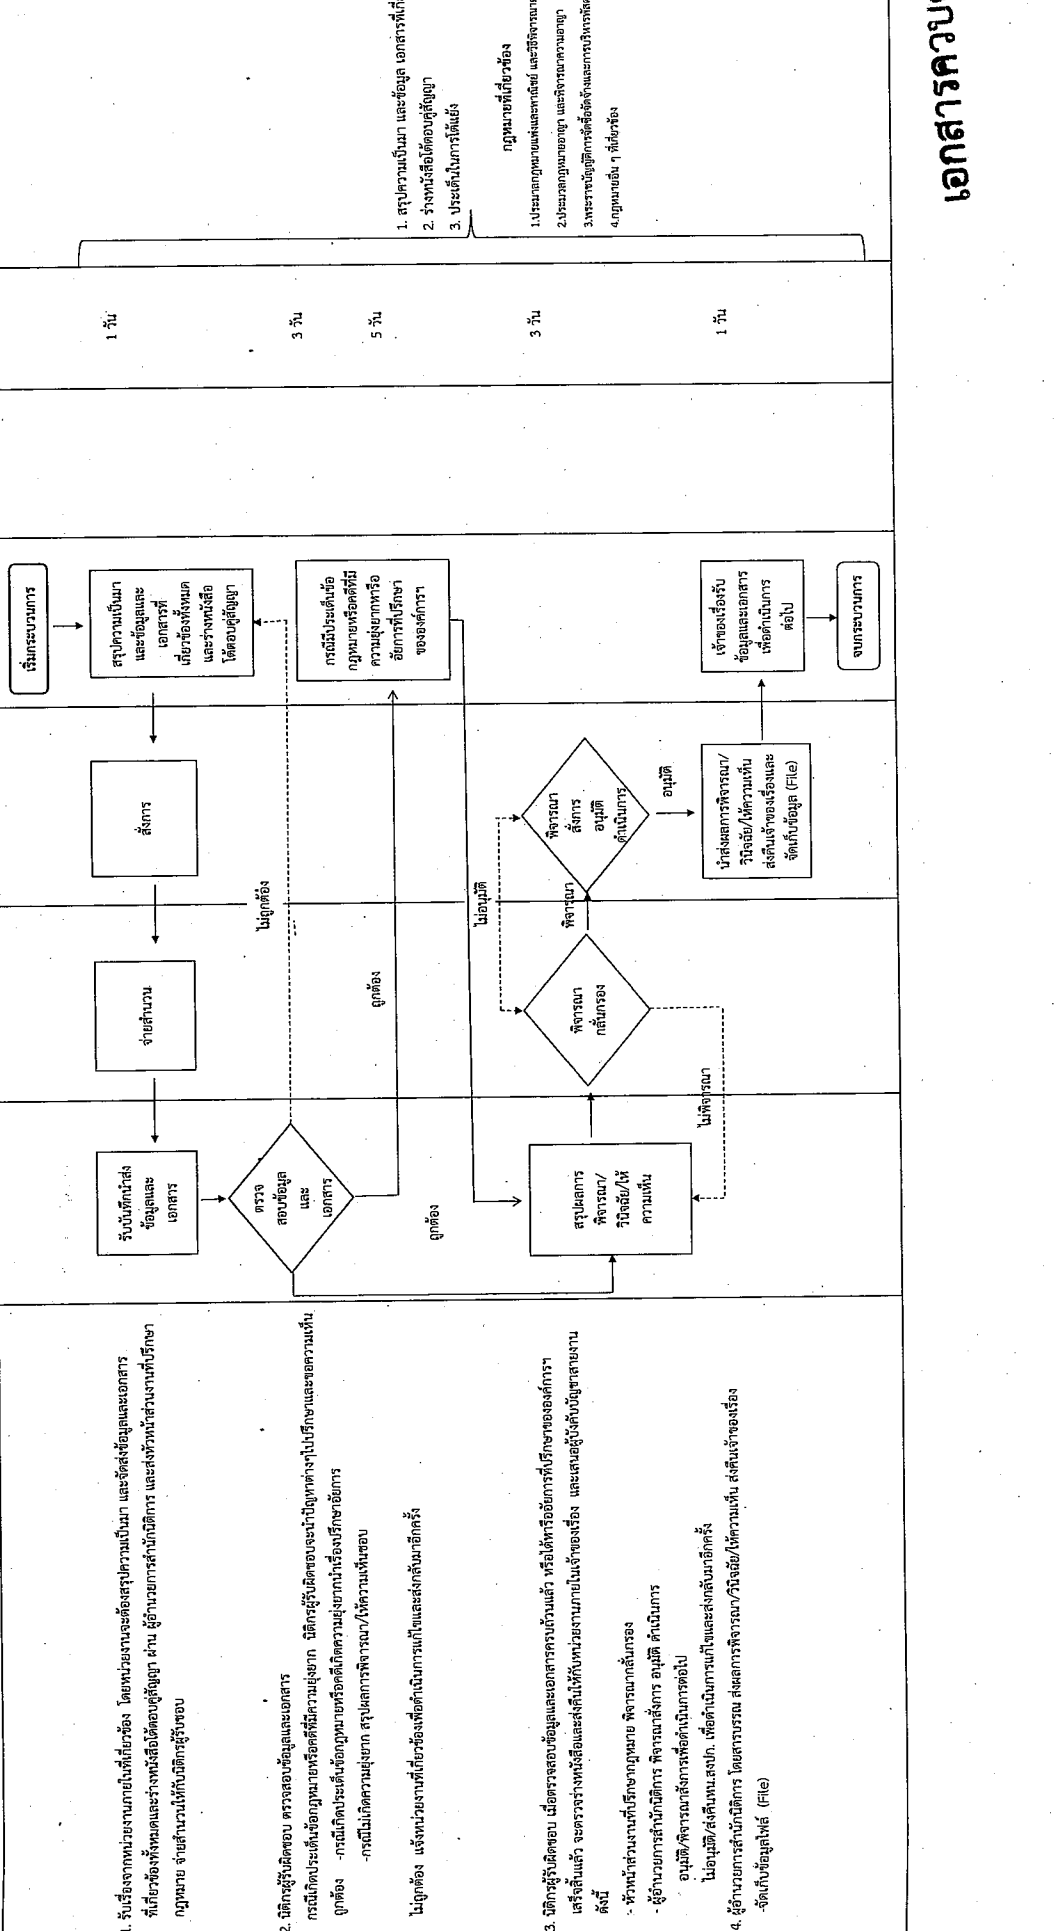 1. รับเรื่องจากหน่วยงานภายในที่เกี่ยวข้อง โดยหน่วยงานจะต้องสรุปความเป็นมา และจัดส่งข้อมูลและเอกสาร
ที่เกี่ยวข้องทั้งหมดและร่างหนังสือโต้ตอบคู่สัญญา ผ่าน ผู้อำนวยการสำนักนิติการ และส่งหัวหน้าส่วนงานที่ปรึกษา
กฎหมาย จ่ายสำนวนให้กับนิติกรผู้รับชอบ
2. นิติกรผู้รับผิดชอบ ตรวจสอบข้อมูลและเอกสาร
กรณีเกิดประเด็นข้อกฎหมายหรือคดีที่มีความยุ่งยาก นิติกรผู้รับผิดชอบจะนำปัญหาต่างๆไปปรึกษาและขอความเห็น
ถูกต้อง -กรณีเกิดประเด็นข้อกฎหมายหรือคดีเกิดความยุ่งยากนำเรื่องปรึกษาอัยการ
-กรณีไม่เกิดความยุ่งยาก สรุปผลการพิจารณา/ให้ความเห็นชอบ
ไม่ถูกต้อง แจ้งหน่วยงานที่เกี่ยวข้องเพื่อดำเนินการแก้ไขและส่งกลับมาอีกครั้ง
3. นิติกรผู้รับผิดชอบ เมื่อตรวจสอบข้อมูลและเอกสารครบถ้วนแล้ว หรือได้หารืออัยการที่ปรึกษาขององค์การฯ
เสร็จสิ้นแล้ว จะตรวจร่างหนังสือและส่งคืนให้กับหน่วยงานภายในเจ้าของเรื่อง และเสนอผู้บังคับบัญชาสายงาน
ดังนี้
- หัวหน้าส่วนงานที่ปรึกษากฎหมาย พิจารณากลั่นกรอง
- ผู้อำนวยการสำนักนิติการ พิจารณาสั่งการ อนุมัติ ดำเนินการ
อนุมัติ/พิจารณาสั่งการเพื่อดำเนินการต่อไป
ไม่อนุมัติ/ส่งคืนหน.สงปก. เพื่อดำเนินการแก้ไขและส่งกลับมาอีกครั้ง
4. ผู้อำนวยการสำนักนิติการ โดยสารบรรณ ส่งผลการพิจารณา/วินิจฉัย/ให้ความเห็น ส่งคืนเจ้าของเรื่อง
-จัดเก็บข้อมูลไฟล์ (File)
รับบันทึกนำส่ง
ข้อมูลและ
เอกสาร
จ่ายสำนวน
สั่งการ
เริ่มกระบวนการ
สรุปความเป็นมา
และข้อมูลและ
เอกสารที่
เกี่ยวข้องทั้งหมด
และร่างหนังสือ
โต้ตอบคู่สัญญา
ตรวจ
สอบข้อมูล
และ
เอกสาร
ไม่ถูกต้อง
ถูกต้อง
ถูกต้อง
กรณีมีประเด็นข้อ
กฎหมายหรือคดีที่มี
ความยุ่งยากหารือ
อัยการที่ปรึกษา
ขององค์การฯ
สรุปผลการ
พิจารณา/
วินิจฉัย/ให้
ความเห็น
ไม่พิจารณา
พิจารณา
กลั่นกรอง
ไม่อนุมัติ
พิจารณา
พิจารณา
สั่งการ
อนุมัติ
ดำเนินการ
อนุมัติ
นำส่งผลการพิจารณา/
วินิจฉัย/ให้ความเห็น
ส่งคืนเจ้าของเรื่องและ
จัดเก็บข้อมูล (File)
เจ้าของเรื่องรับ
ข้อมูลและเอกสาร
เพื่อดำเนินการ
ต่อไป
จบกระบวนการ
1 วัน
3 วัน
5 วัน
3 วัน
1 วัน
1. สรุปความเป็นมา และข้อมูล
2. ร่างหนังสือโต้ตอบคู่สัญญา
3. ประเด็นในการโต้แย้ง
กฎหมายที่เกี่ยวข้อง
1.ประมาลกฎหมายแพ่งและพาณิชย์
2.ประมวลกฎหมายอาญา และพิจารณาความอาญา
3.พระราชบัญญัติการจัดซื้อจัดจ้างและการบริหารพัสดุ
4.กฎหมายอื่น ๆ ที่เกี่ยวข้อง